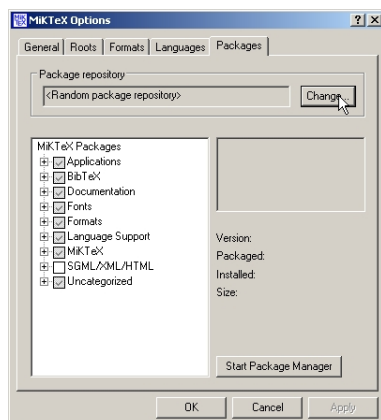 MiKTeX Options
General Roots Formats Languages Packages
Package repository
<Random package repository>
Change...
MiKTeX Packages
Applications
BibTeX
Documentation
Fonts
Formats
Language Support
MiKTeX
SGML/XML/HTML
Uncategorized
Version:
Packaged:
Installed:
Size:
Start Package Manager
OK Cancel Apply